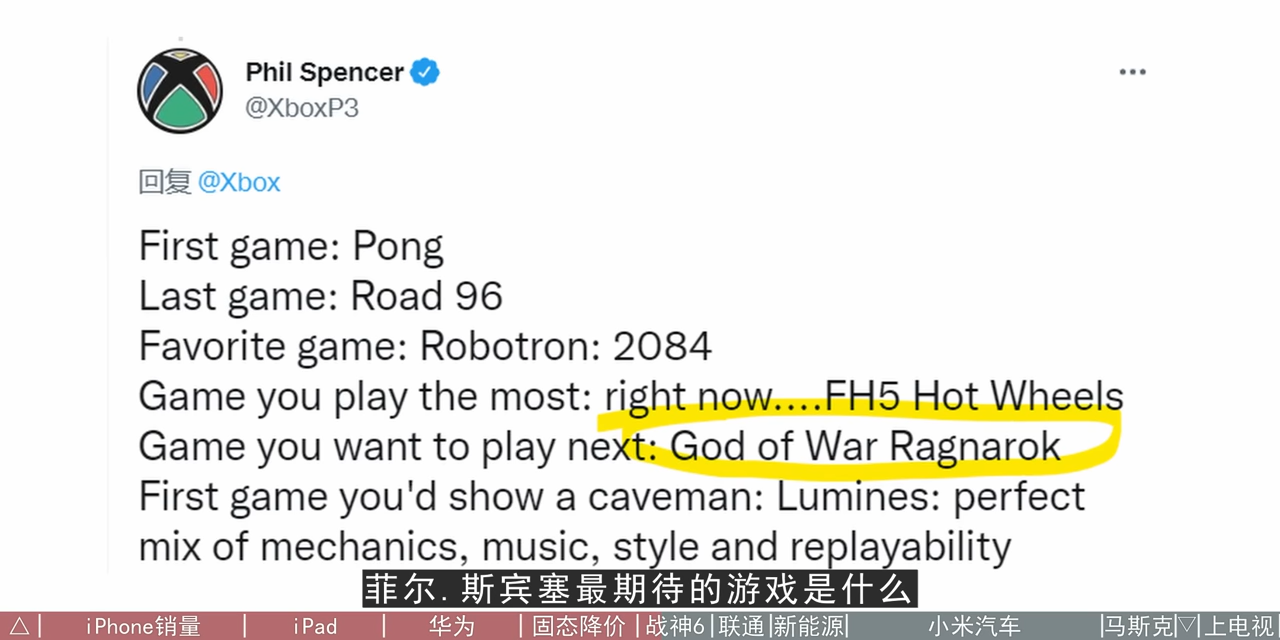 Phil Spencer
@XboxP3
回复 @Xbox
First game: Pong
Last game: Road 96
Favorite game: Robotron: 2084
Game you play the most: right now....FH5 Hot Wheels
Game you want to play next: God of War Ragnarok
First game you'd show a caveman: Lumines: perfect
mix of mechanics, music, style and replayability
菲尔.斯宾塞最期待的游戏是什么
△| iPhone销量 | iPad | 华为 |固态降价|战神6|联通|新能源| 小米汽车 |马斯克|▽|上电视